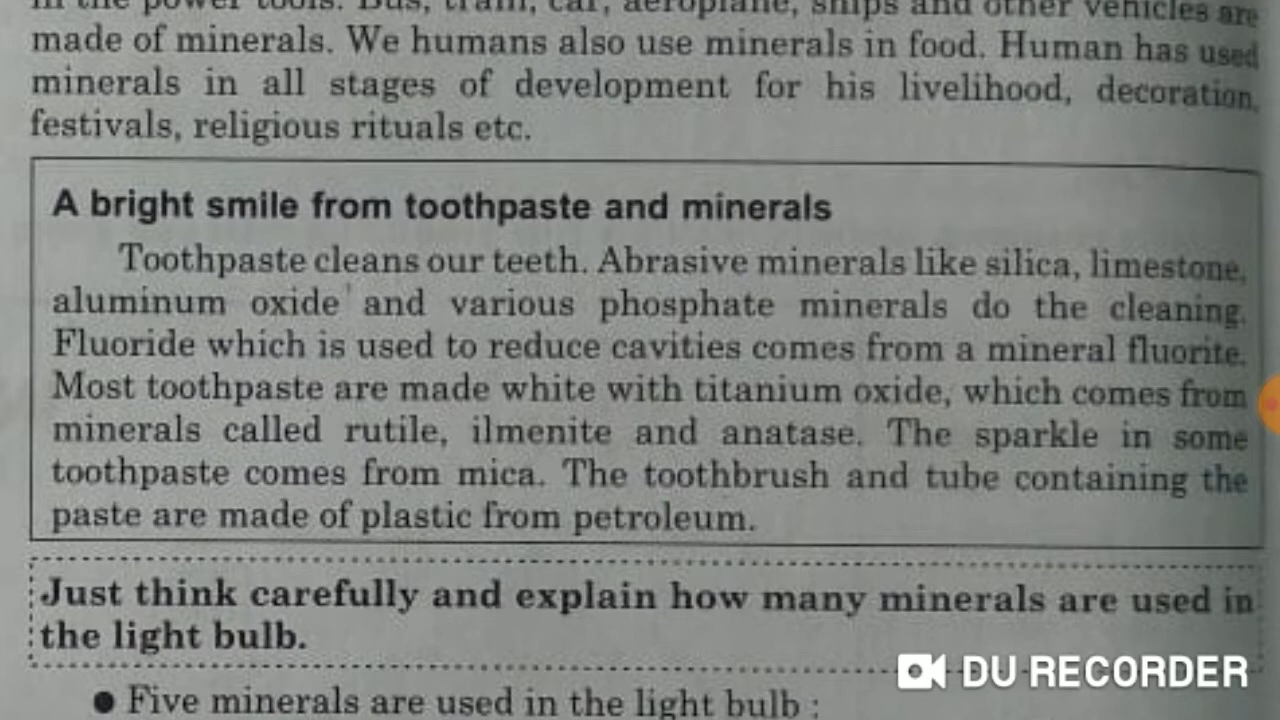 in the power tools. Bus, train, car, aeroplane, ships and other vehicles are
made of minerals. We humans also use minerals in food. Human has used
minerals in all stages of development for his livelihood, decoration,
festivals, religious rituals etc.
A bright smile from toothpaste and minerals
Toothpaste cleans our teeth. Abrasive minerals like silica, limestone,
aluminum oxide and various phosphate minerals do the cleaning.
Fluoride which is used to reduce cavities comes from a mineral fluorite.
Most toothpaste are made white with titanium oxide, which comes from
minerals called rutile, ilmenite and anatase. The sparkle in some
toothpaste comes from mica. The toothbrush and tube containing the
paste are made of plastic from petroleum.
Just think carefully and explain how many minerals are used in
the light bulb.
DU RECORDER
● Five minerals are used in the light bulb :